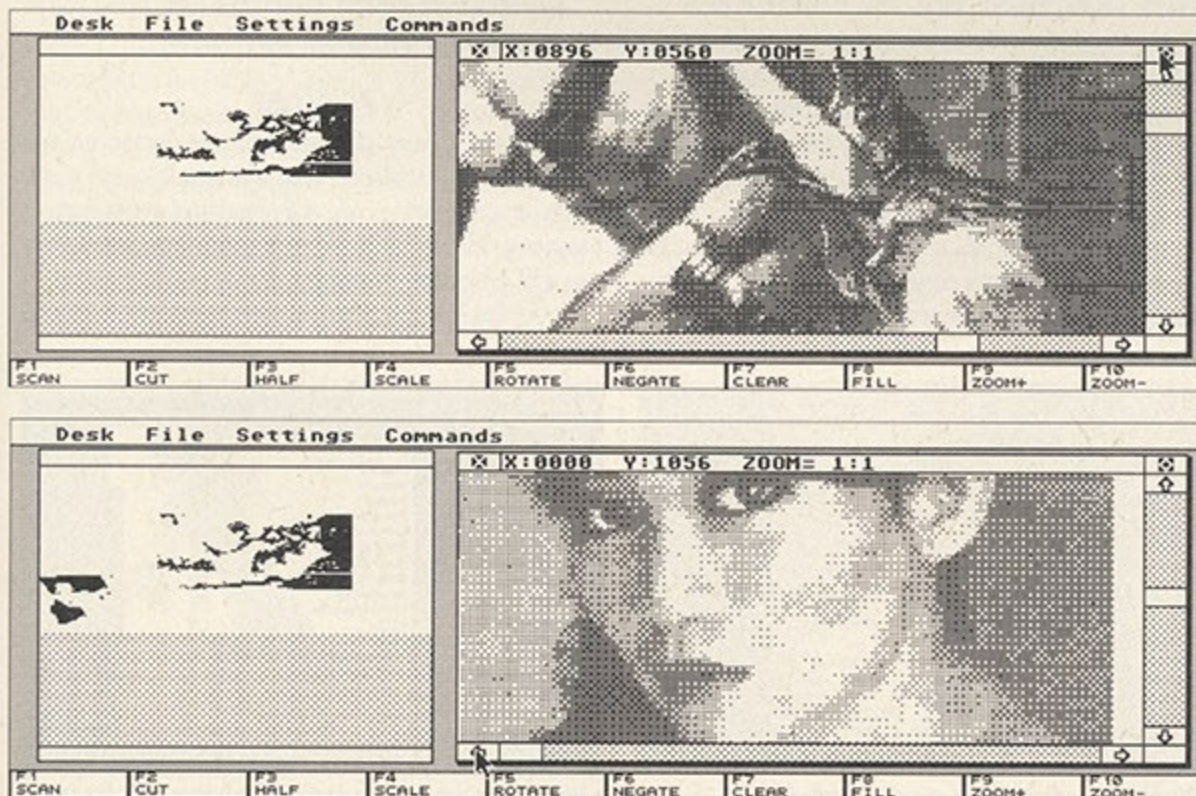 Desk File Settings Commands
X:0896 Y:0560 ZOOM= 1:1
F1 SCAN F2 CUT F3 HALF F4 SCALE F5 ROTATE F6 NEGATE F7 CLEAR F8 FILL F9 ZOOM+ F10 ZOOM-
Desk File Settings Commands
X:0000 Y:1056 ZOOM= 1:1
F1 SCAN F2 CUT F3 HALF F4 SCALE F5 ROTATE F6 NEGATE F7 CLEAR F8 FILL F9 ZOOM+ F10 ZOOM-